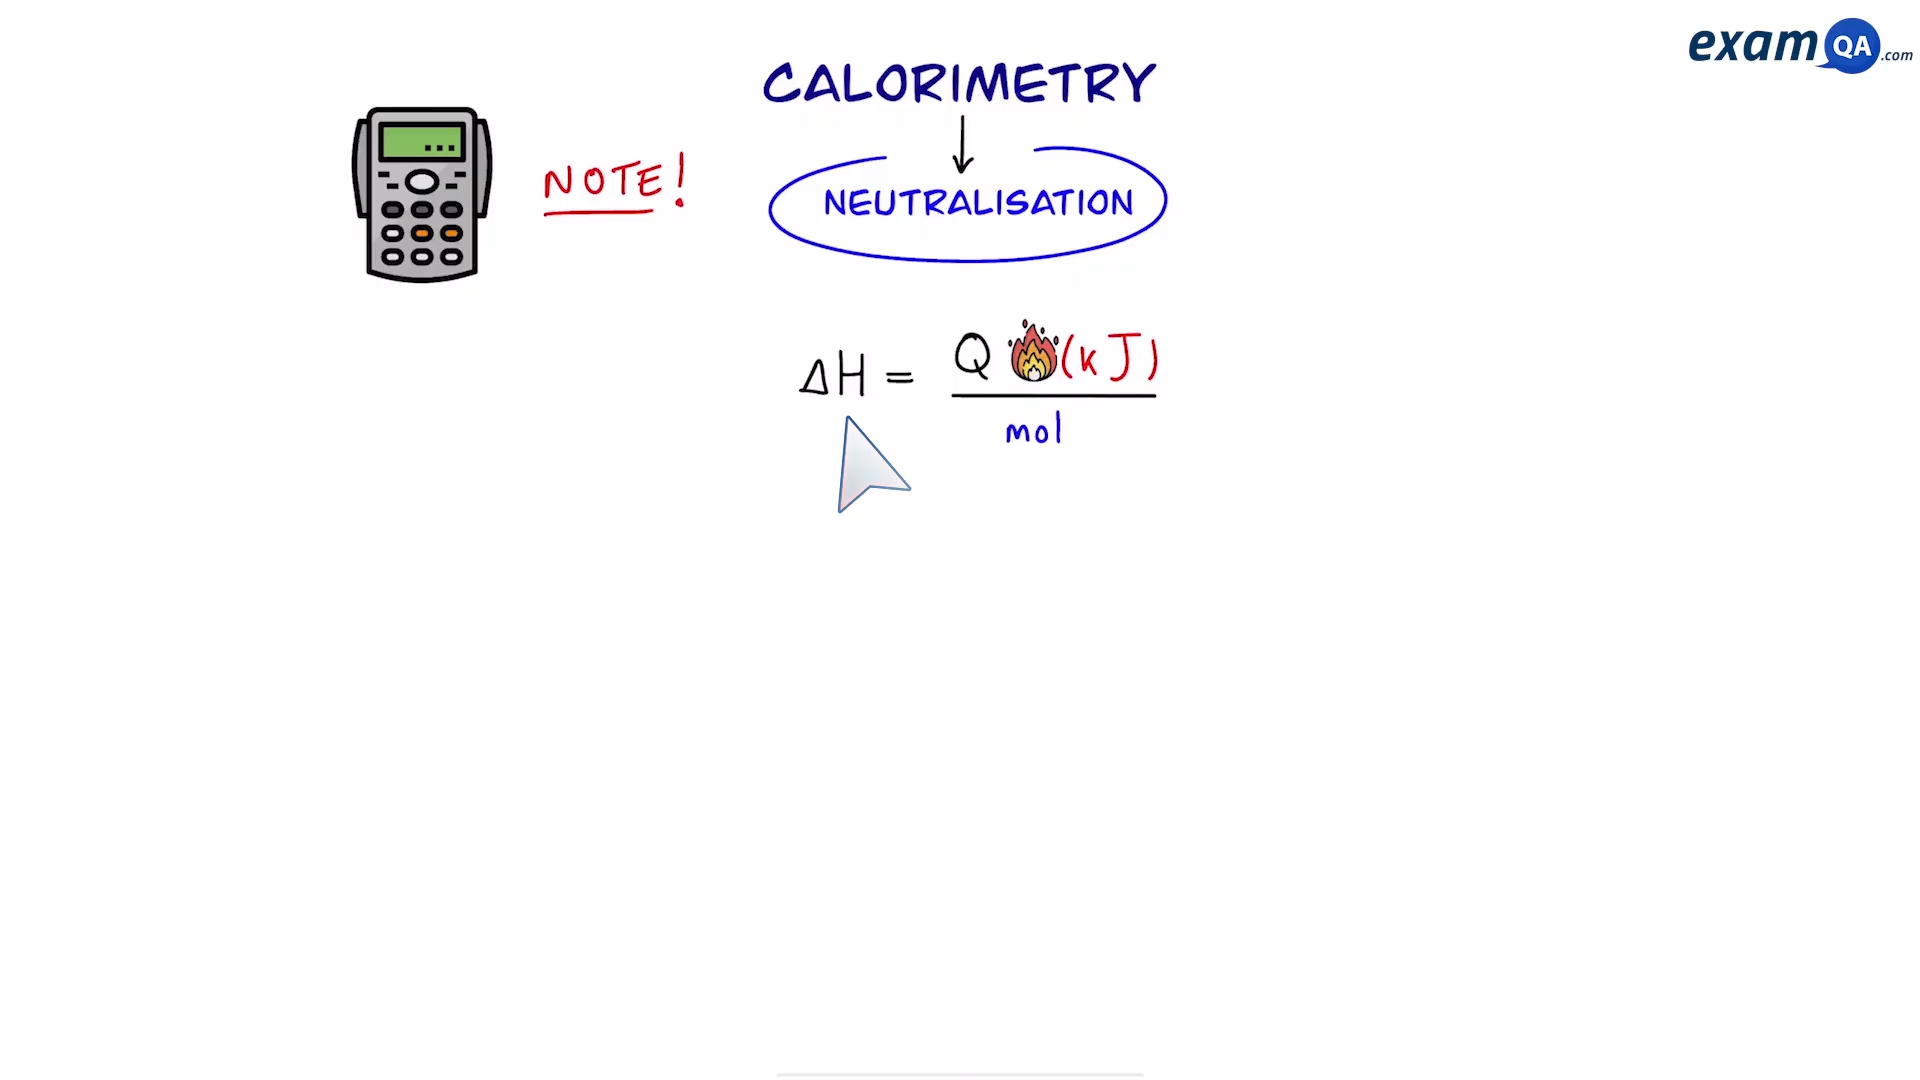 examQA.com
CALORIMETRY
NOTE!
NEUTRALISATION
ΔH = Q (kJ)
mol